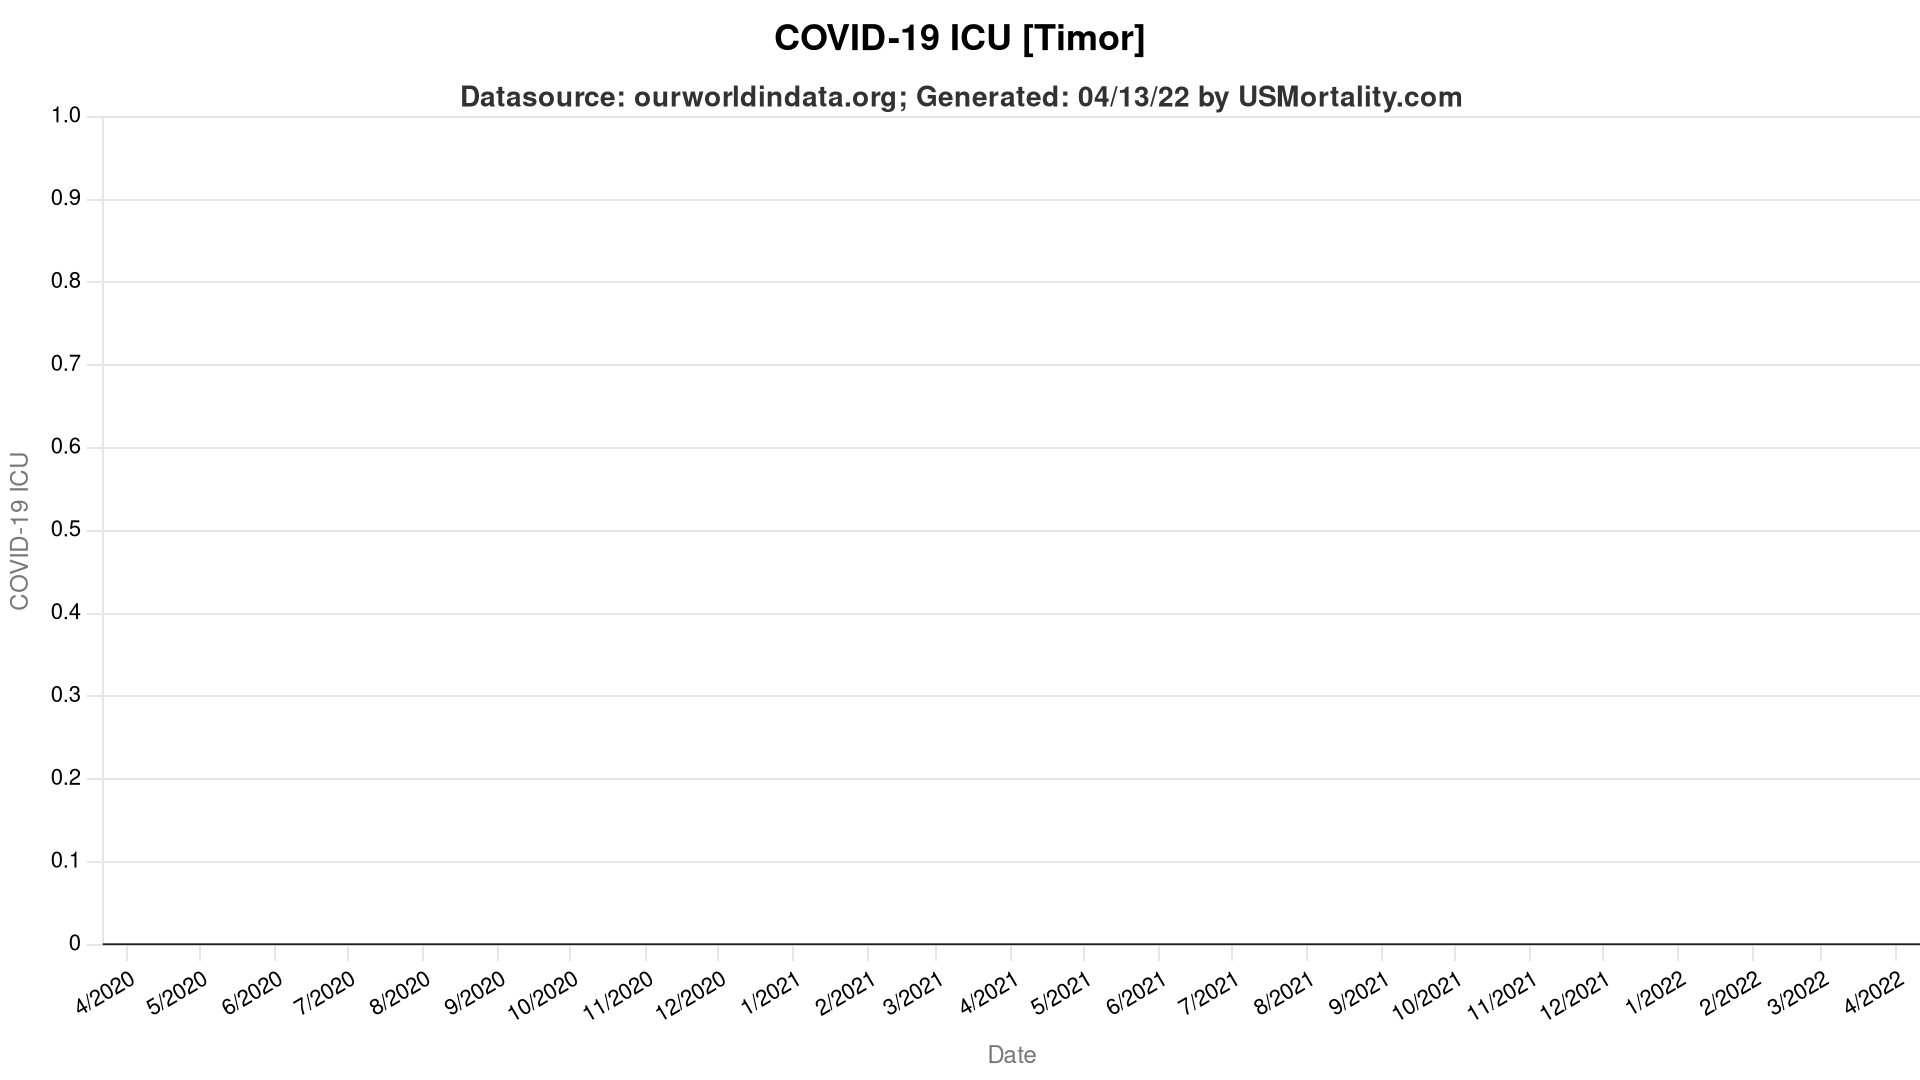 COVID-19 ICU [Timor]
Datasource: ourworldindata.org; Generated: 04/13/22 by USMortality.com
1.0
0.9
0.8
0.7
0.6
0.5
0.4
0.3
0.2
0.1
0
COVID-19 ICU
4/2020 5/2020 6/2020 7/2020 8/2020 9/2020 10/2020 11/2020 12/2020 1/2021 2/2021 3/2021 4/2021 5/2021 6/2021 7/2021 8/2021 9/2021 10/2021 11/2021 12/2021 1/2022 2/2022 3/2022 4/2022
Date